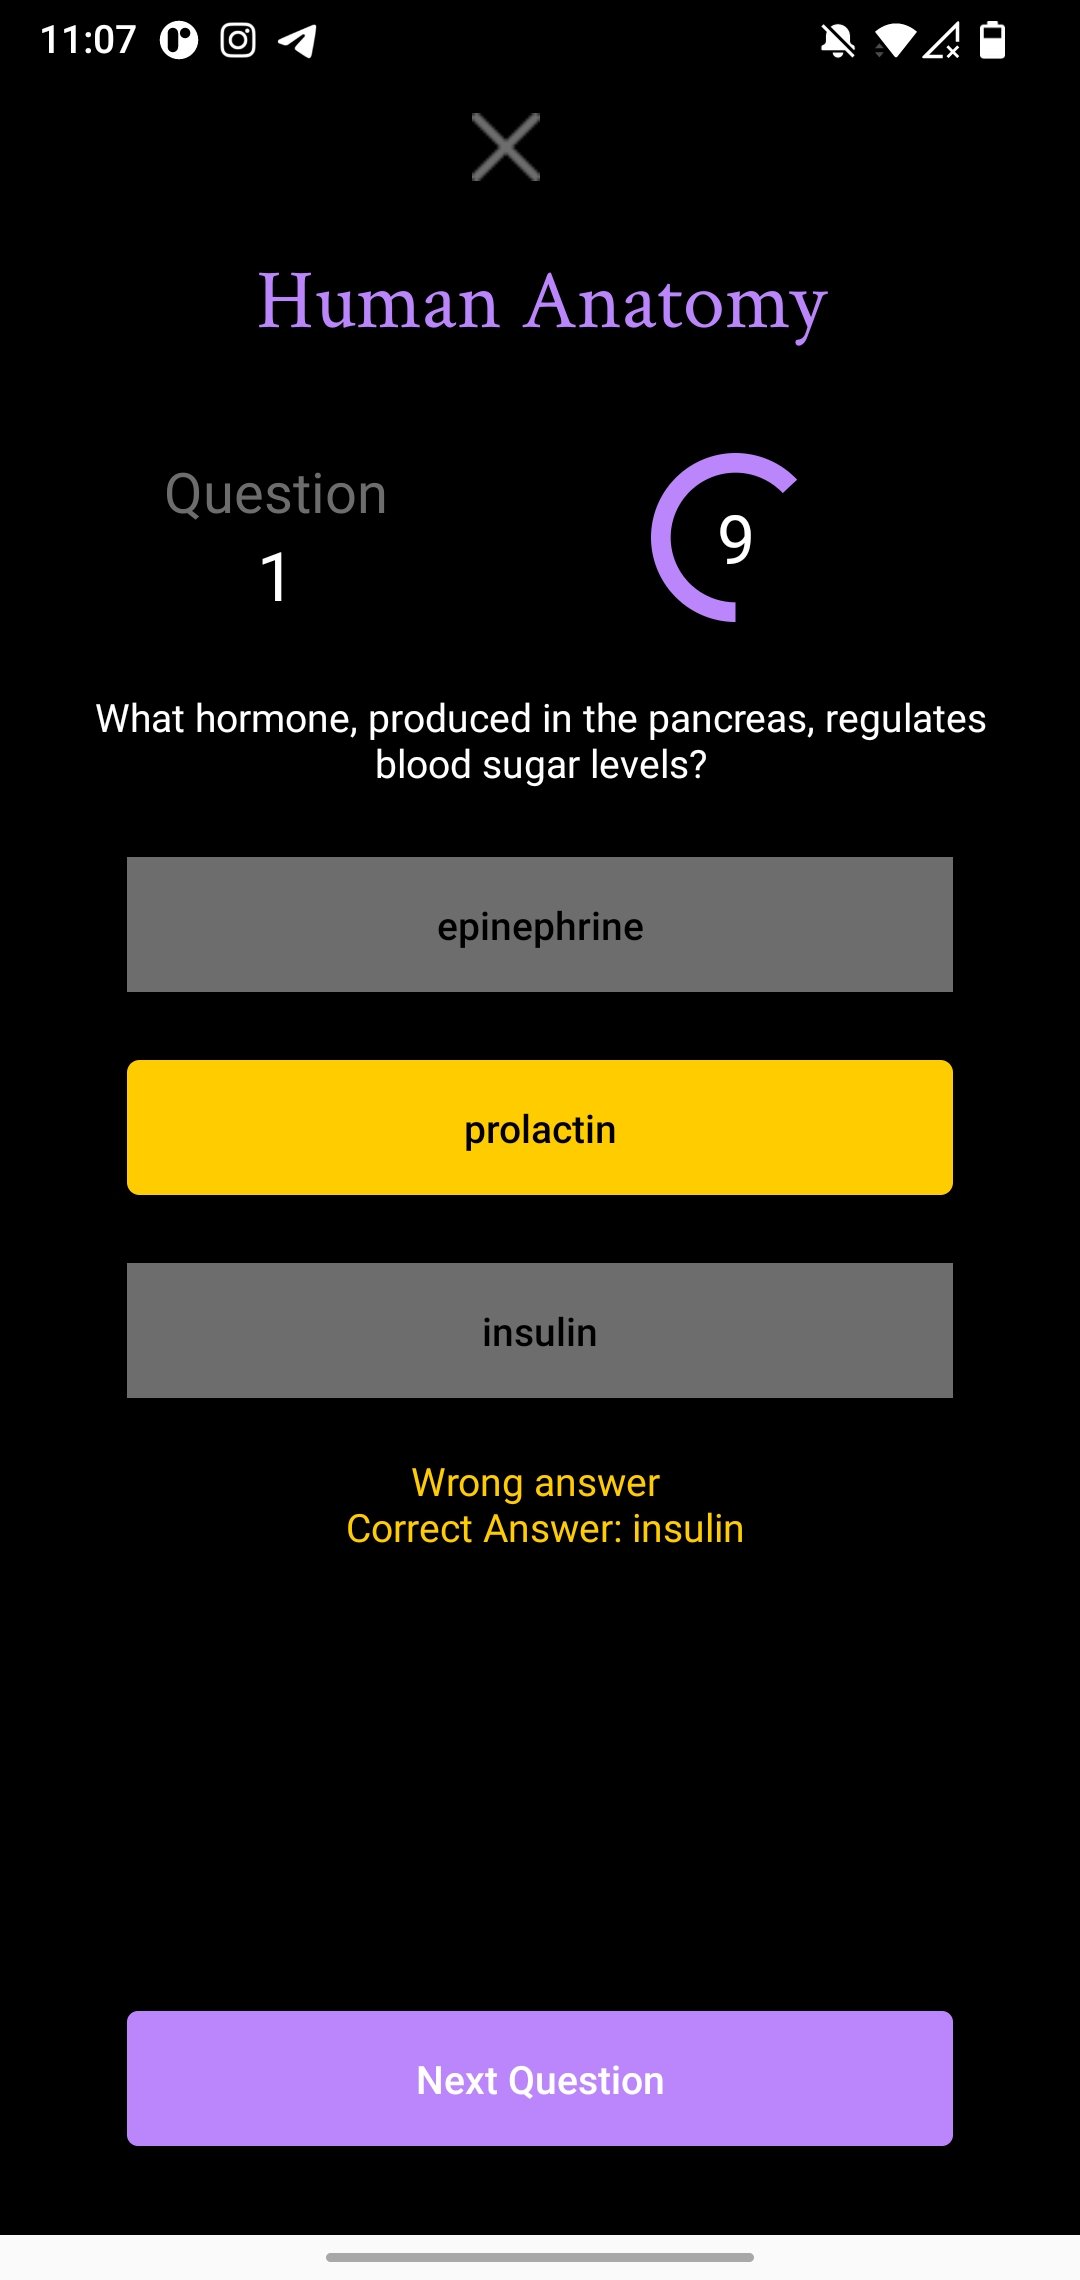 11:07
Human Anatomy
Question
1
9
What hormone, produced in the pancreas, regulates
blood sugar levels?
epinephrine
prolactin
insulin
Wrong answer
Correct Answer: insulin
Next Question